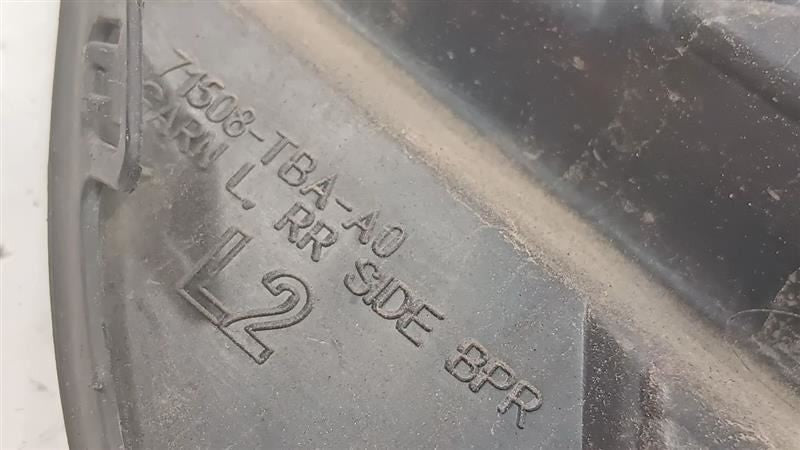 71508-TBA-A0
GARN L. RR SIDE BPR
L2